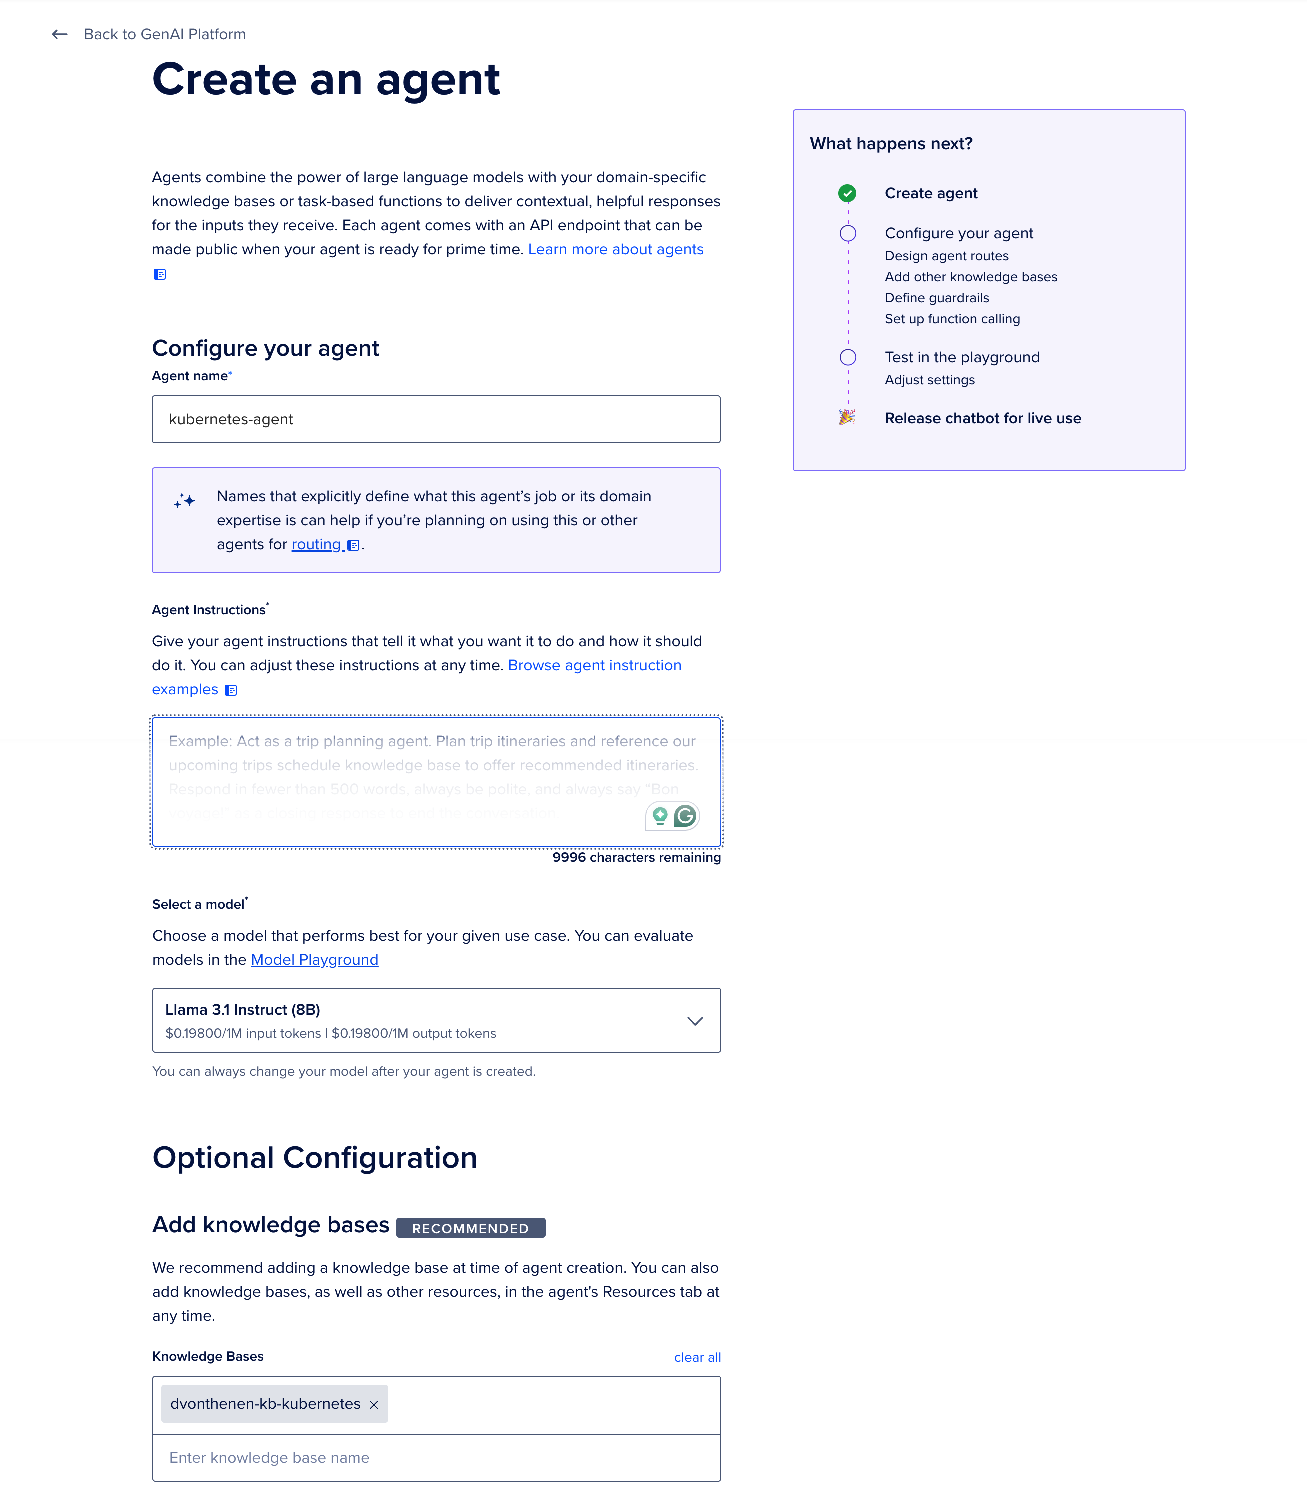 Back to GenAI Platform
Create an agent
Agents combine the power of large language models with your domain-specific
knowledge bases or task-based functions to deliver contextual, helpful responses
for the inputs they receive. Each agent comes with an API endpoint that can be
made public when your agent is ready for prime time. Learn more about agents
Configure your agent
Agent name*
kubernetes-agent
Names that explicitly define what this agent’s job or its domain
expertise is can help if you’re planning on using this or other
agents for routing .
Agent Instructions*
Give your agent instructions that tell it what you want it to do and how it should
do it. You can adjust these instructions at any time. Browse agent instruction
examples
Example: Act as a trip planning agent. Plan trip itineraries and reference our
upcoming trips schedule knowledge base to offer recommended itineraries.
Respond in fewer than 500 words, always be polite, and always say “Bon
9996 characters remaining
Select a model*
Choose a model that performs best for your given use case. You can evaluate
models in the Model Playground
Llama 3.1 Instruct (8B)
$0.19800/1M input tokens | $0.19800/1M output tokens
You can always change your model after your agent is created.
Optional Configuration
Add knowledge bases RECOMMENDED
We recommend adding a knowledge base at time of agent creation. You can also
add knowledge bases, as well as other resources, in the agent's Resources tab at
any time.
Knowledge Bases clear all
dvonthenen-kb-kubernetes ×
Enter knowledge base name
What happens next?
Create agent
Configure your agent
Design agent routes
Add other knowledge bases
Define guardrails
Set up function calling
Test in the playground
Adjust settings
Release chatbot for live use